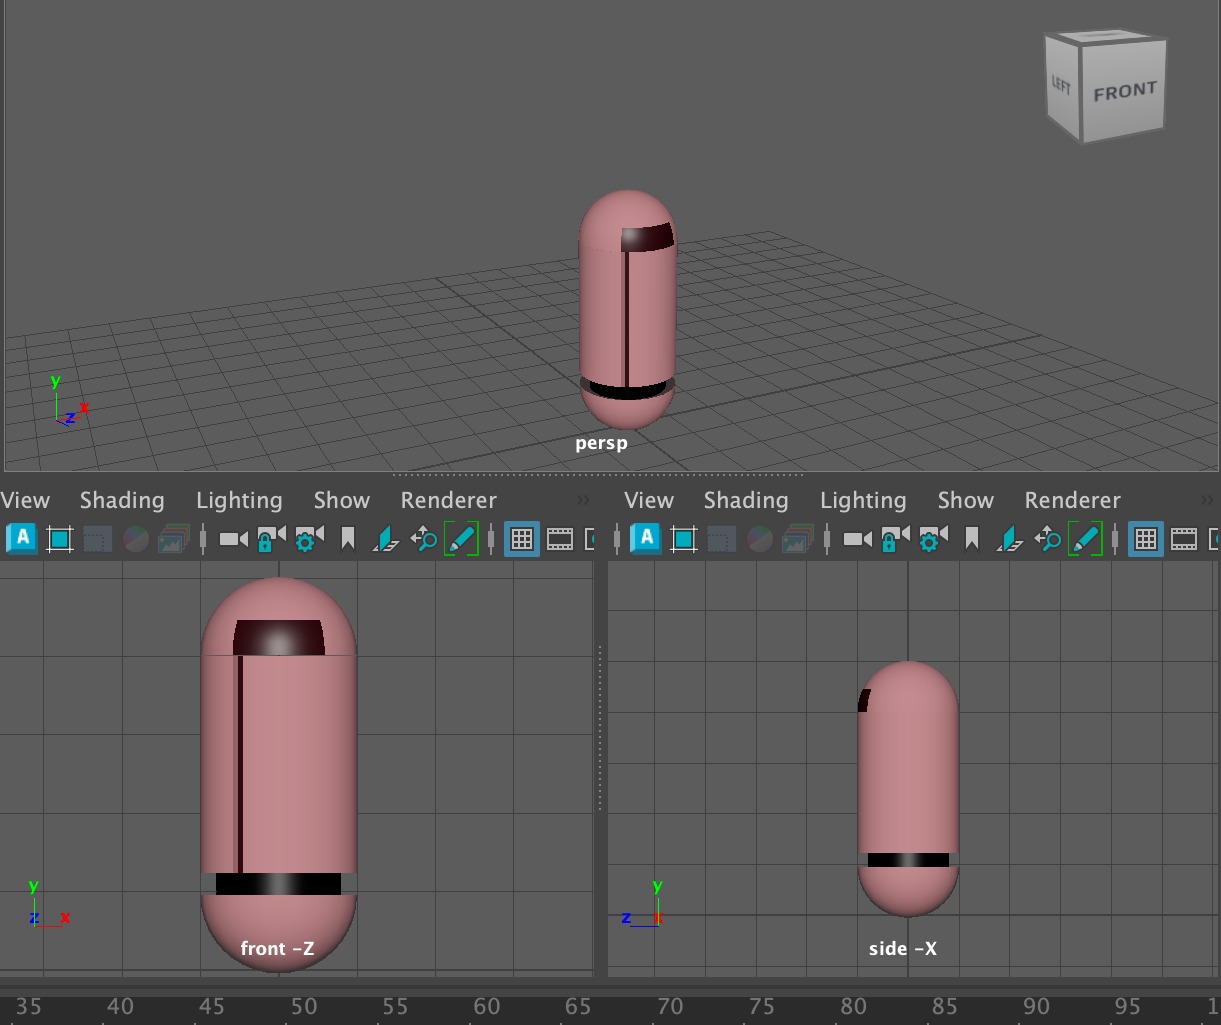 LEFT
FRONT
y
z
x
persp
View Shading Lighting Show Renderer »
View Shading Lighting Show Renderer »
A
A
y
z
x
front -Z
y
z
x
side -X
35 40 45 50 55 60 65 70 75 80 85 90 95 1